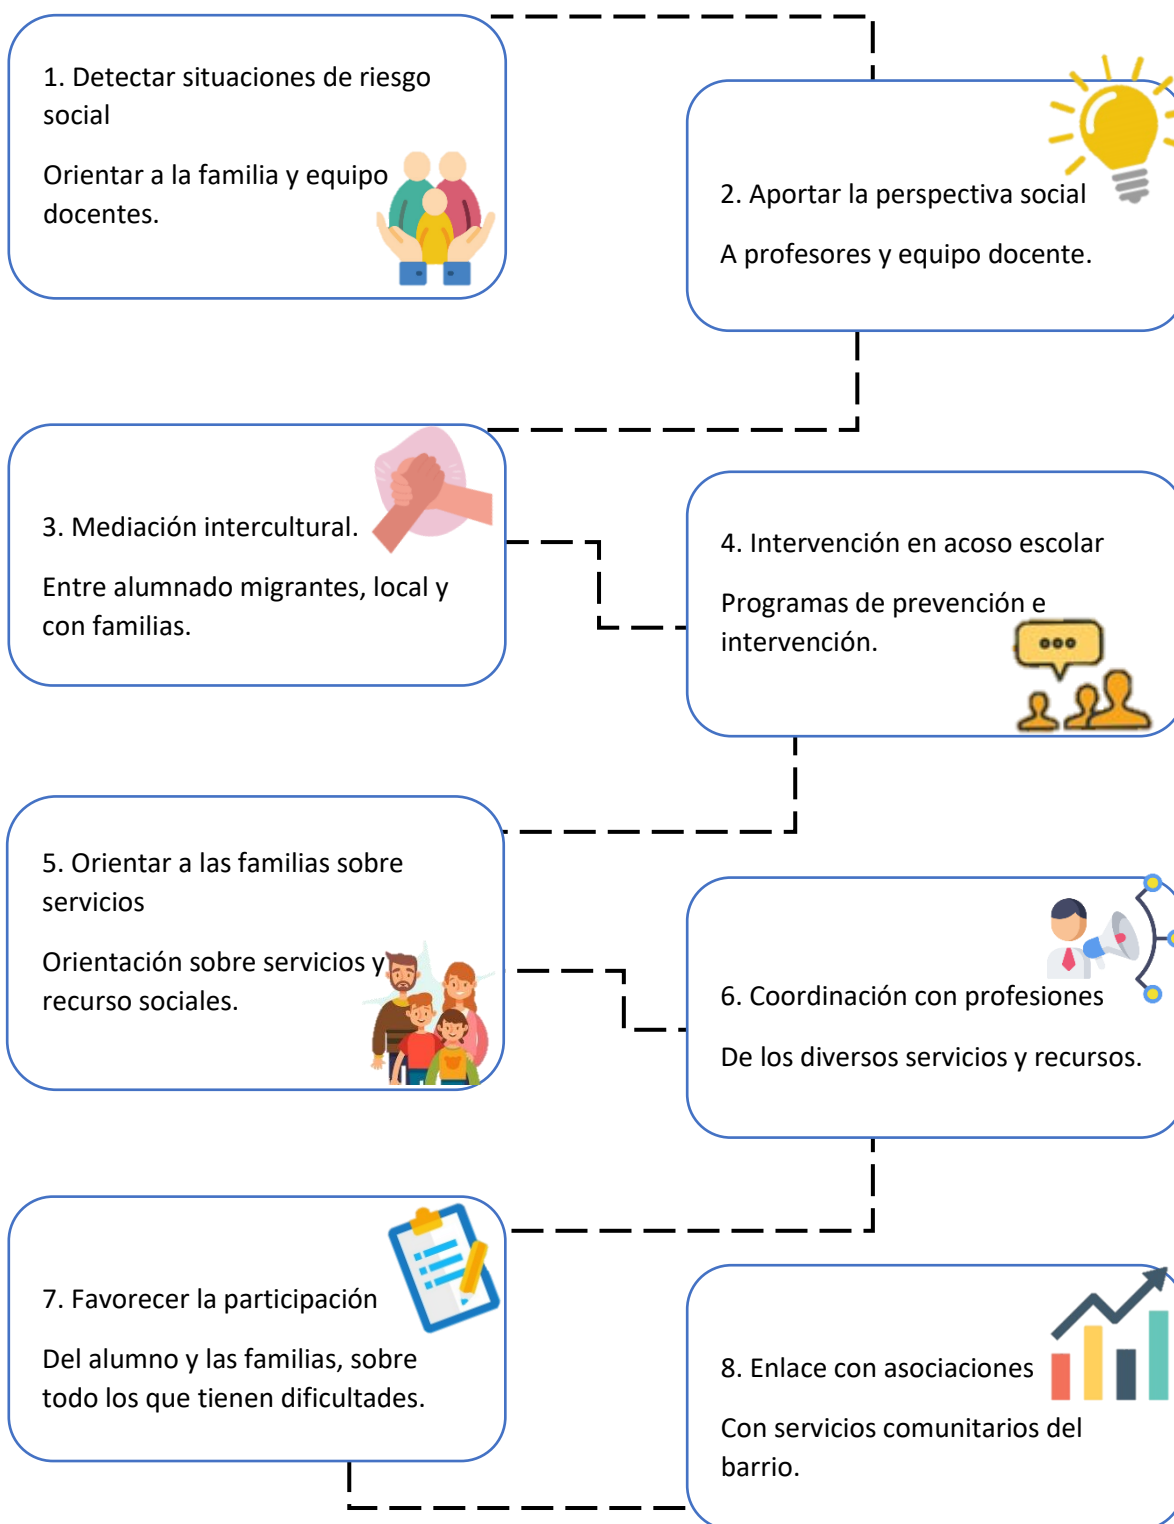 1. Detectar situaciones de riesgo
social
Orientar a la familia y equipo
docentes.
2. Aportar la perspectiva social
A profesores y equipo docente.
3. Mediación intercultural.
Entre alumnado migrantes, local y
con familias.
4. Intervención en acoso escolar
Programas de prevención e
intervención.
5. Orientar a las familias sobre
servicios
Orientación sobre servicios y
recurso sociales.
6. Coordinación con profesiones
De los diversos servicios y recursos.
7. Favorecer la participación
Del alumno y las familias, sobre
todo los que tienen dificultades.
8. Enlace con asociaciones
Con servicios comunitarios del
barrio.